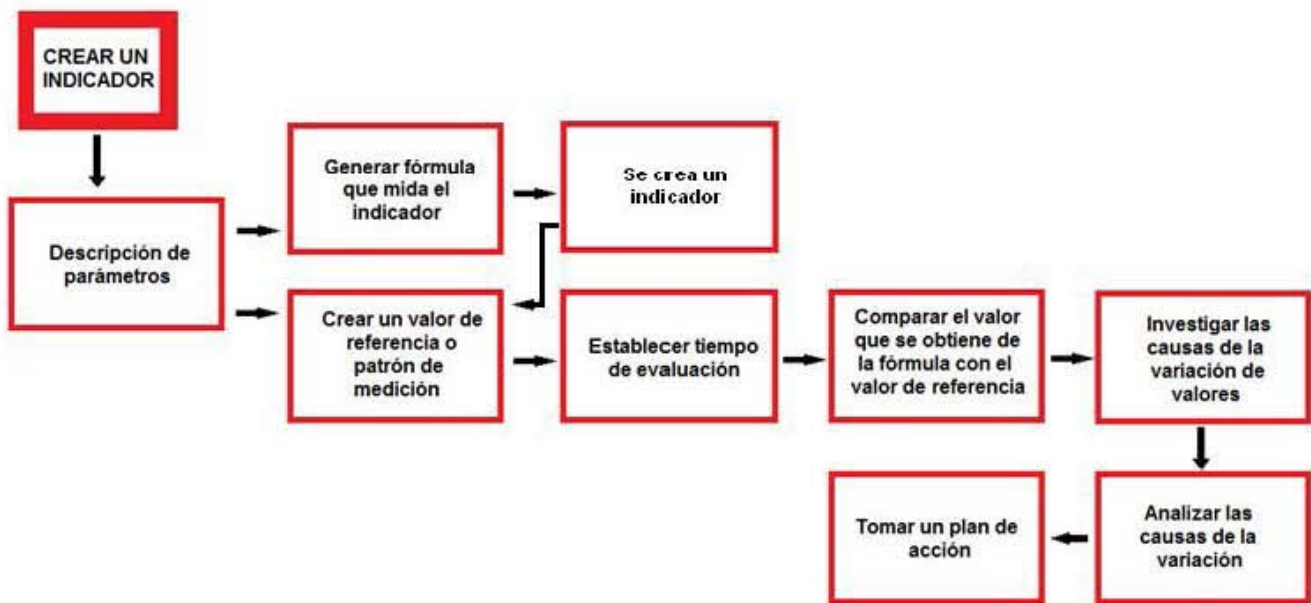 CREAR UN
INDICADOR
Descripción de
parámetros
Generar fórmula
que mida el
indicador
Se crea un
indicador
Crear un valor de
referencia o
patrón de
medición
Establecer tiempo
de evaluación
Comparar el valor
que se obtiene de
la fórmula con el
valor de referencia
Investigar las
causas de la
variación de
valores
Analizar las
causas de la
variación
Tomar un plan de
acción